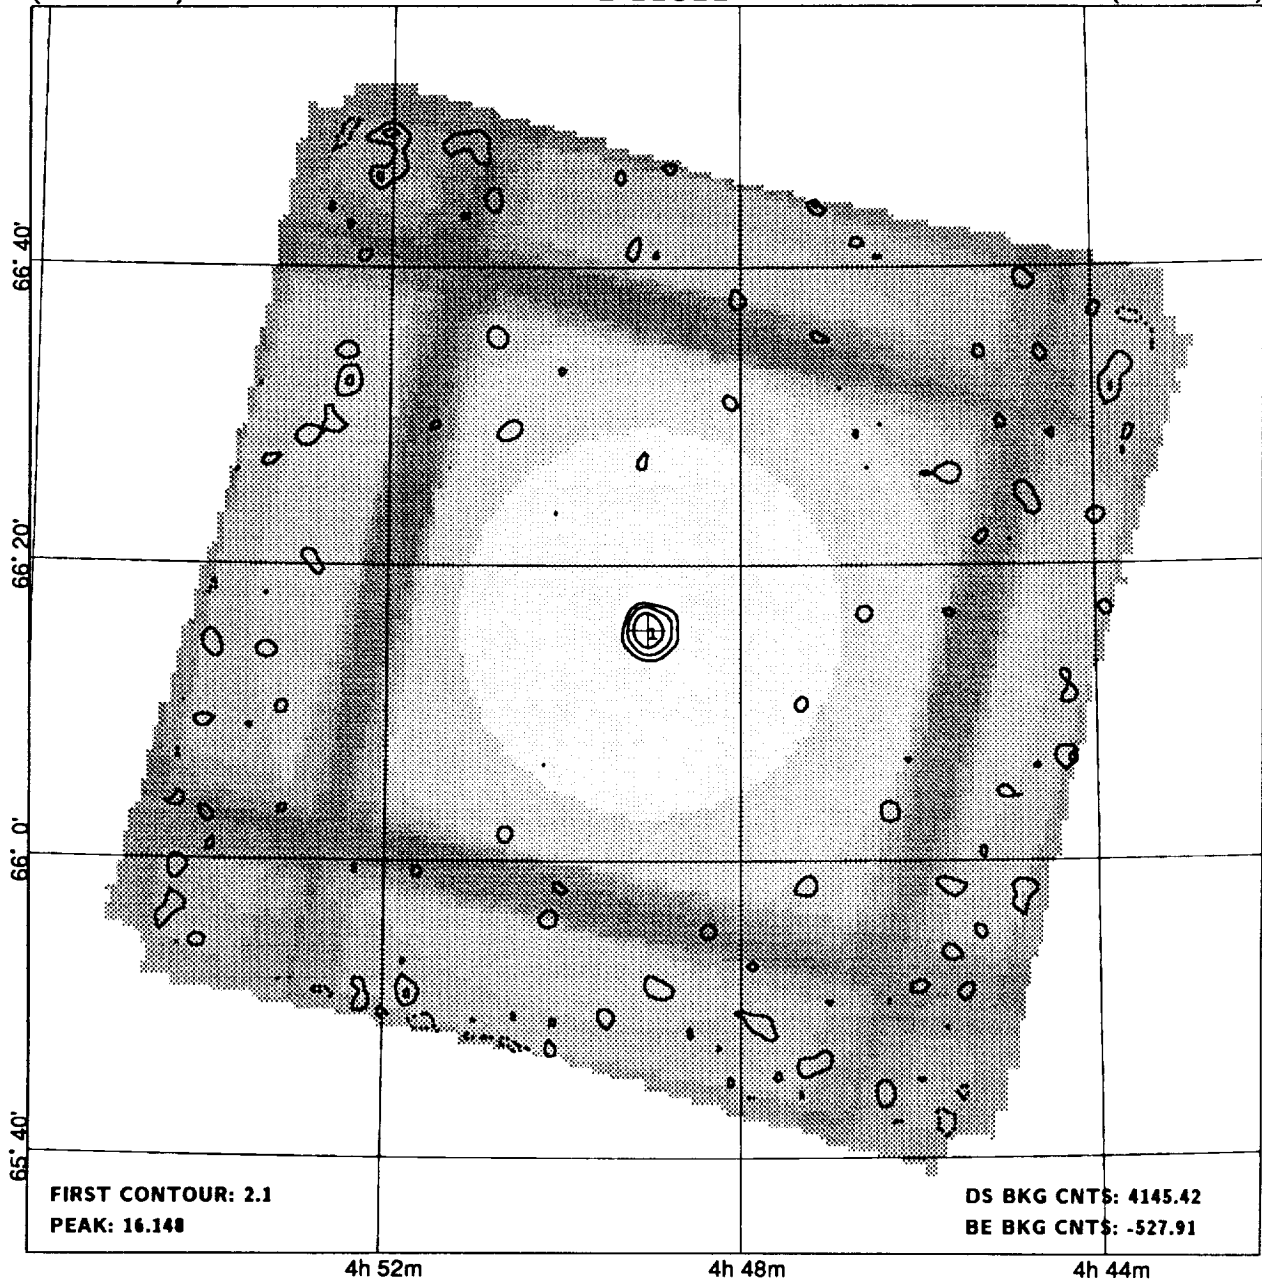 66° 40'
66° 20'
66° 0'
65° 40'
1
FIRST CONTOUR: 2.1
PEAK: 16.148
DS BKG CNTS: 4145.42
BE BKG CNTS: -527.91
4h 52m
4h 48m
4h 44m